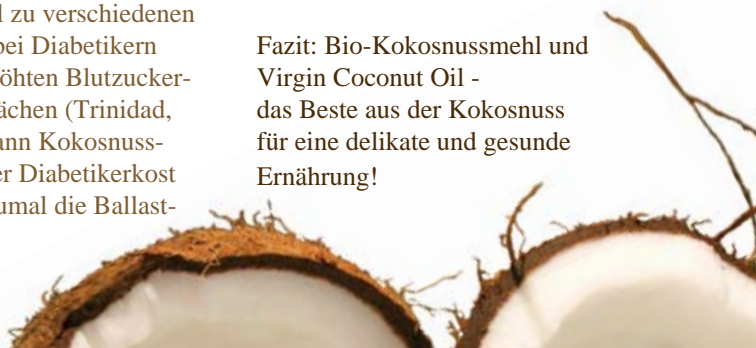 l zu verschiedenen
bei Diabetikern
öhten Blutzucker-
ächen (Trinidad,
ann Kokosnuss-
er Diabetikerkost
umal die Ballast-
Fazit: Bio-Kokosnussmehl und
Virgin Coconut Oil -
das Beste aus der Kokosnuss
für eine delikate und gesunde
Ernährung!